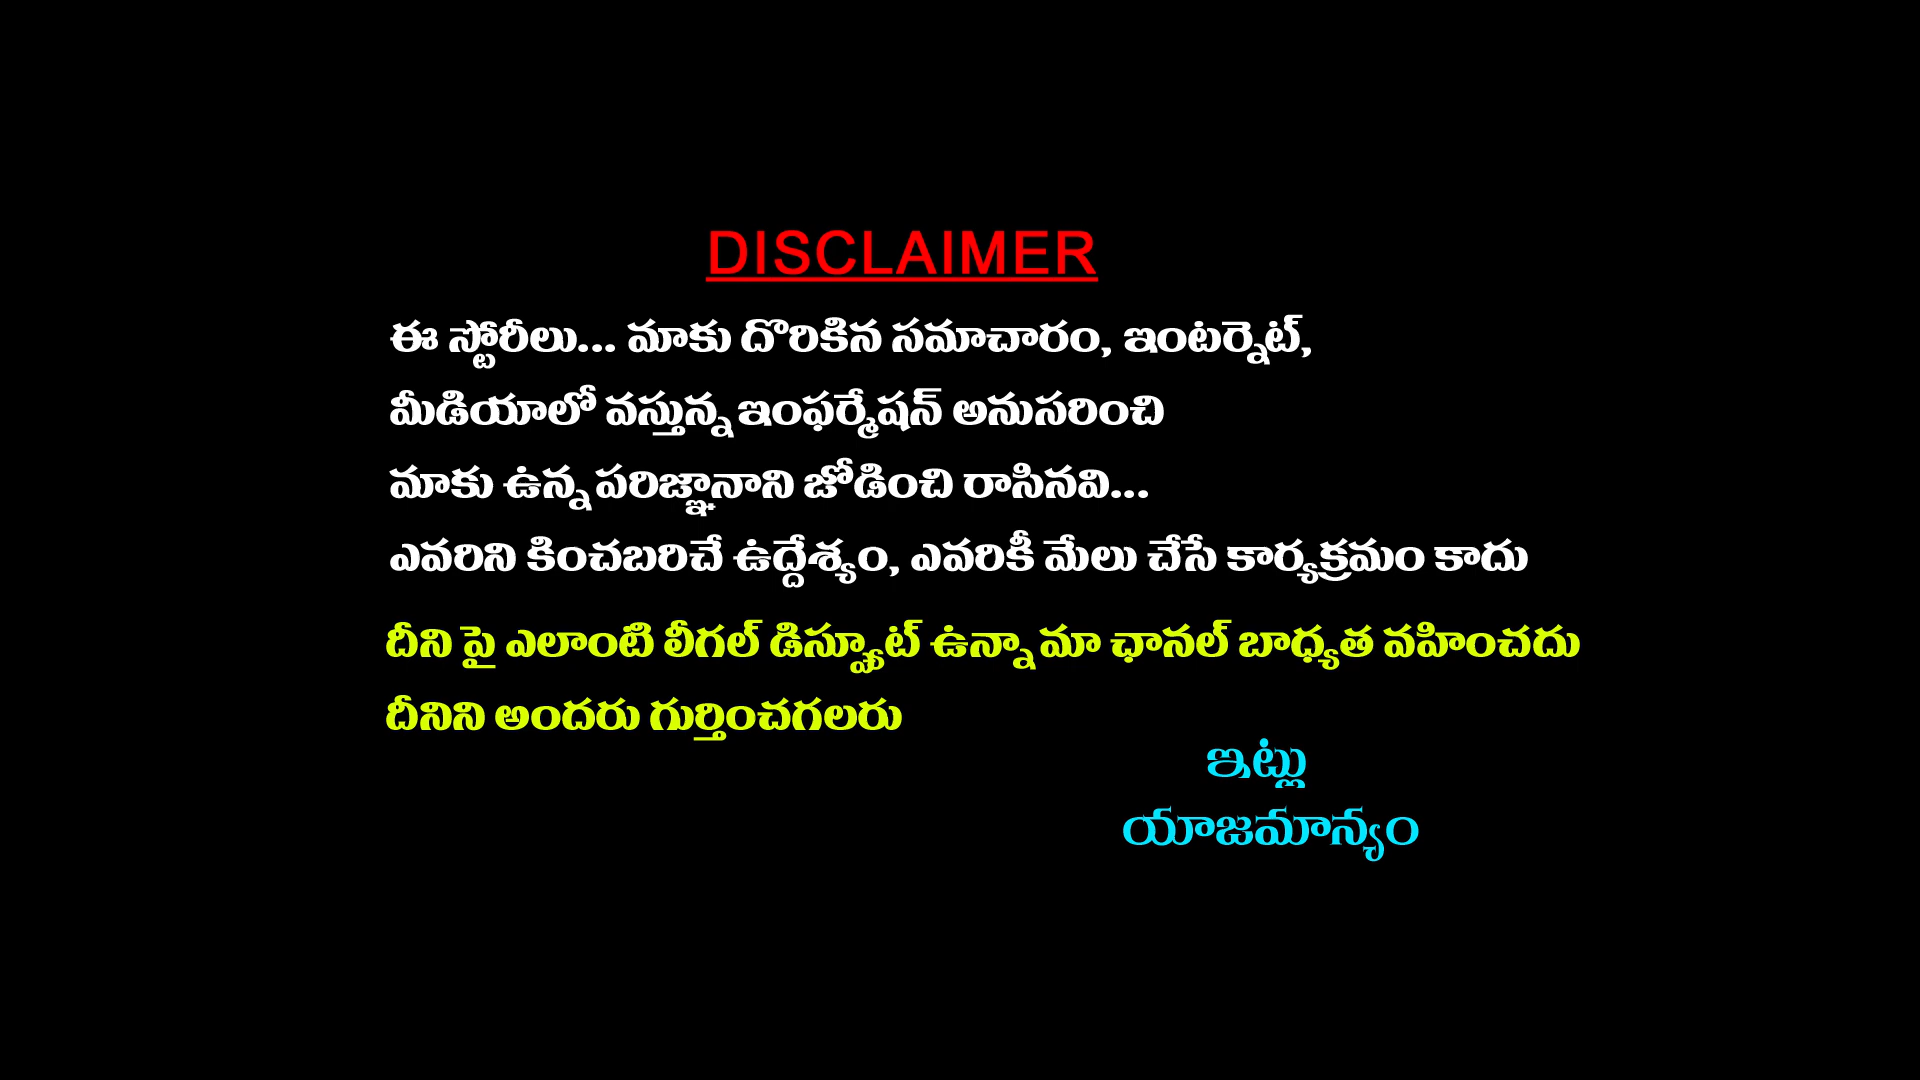 DISCLAIMER
ఈ స్టోరీలు... మాకు దొరికిన సమాచారం, ఇంటర్నెట్,
మీడియాలో వస్తున్న ఇంఫర్మేషన్ అనుసరించి
మాకు ఉన్న పరిజ్ఞానాని జోడించి రాసినవి...
ఎవరిని కించబరిచే ఉద్దేశ్యం, ఎవరికీ మేలు చేసే కార్యక్రమం కాదు
దీని పై ఎలాంటి లీగల్ డిస్ప్యూట్ ఉన్నా మా ఛానల్ బాధ్యత వహించదు
దీనిని అందరు గుర్తించగలరు
ఇట్లు
యాజమాన్యం